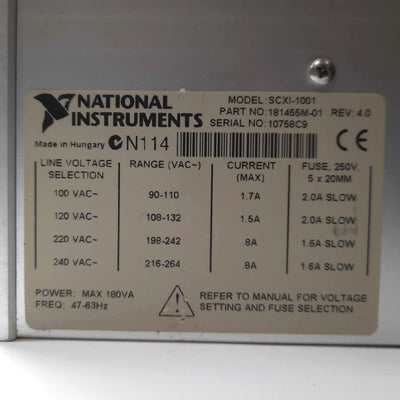 NATIONAL INSTRUMENTS
MODEL: SCXI-1001
PART NO: 181455M-01 REV: 4.0
SERIAL NO: 10758C9
Made in Hungary N114 CE
LINE VOLTAGE SELECTION RANGE (VAC~) CURRENT (MAX) FUSE, 250V, 5 x 20MM
100 VAC~ 90-110 1.7A 2.0A SLOW
120 VAC~ 108-132 1.5A 2.0A SLOW
220 VAC~ 198-242 .8A 1.6A SLOW
240 VAC~ 216-264 .8A 1.6A SLOW
POWER: MAX 180VA
FREQ: 47-63Hz
REFER TO MANUAL FOR VOLTAGE
SETTING AND FUSE SELECTION